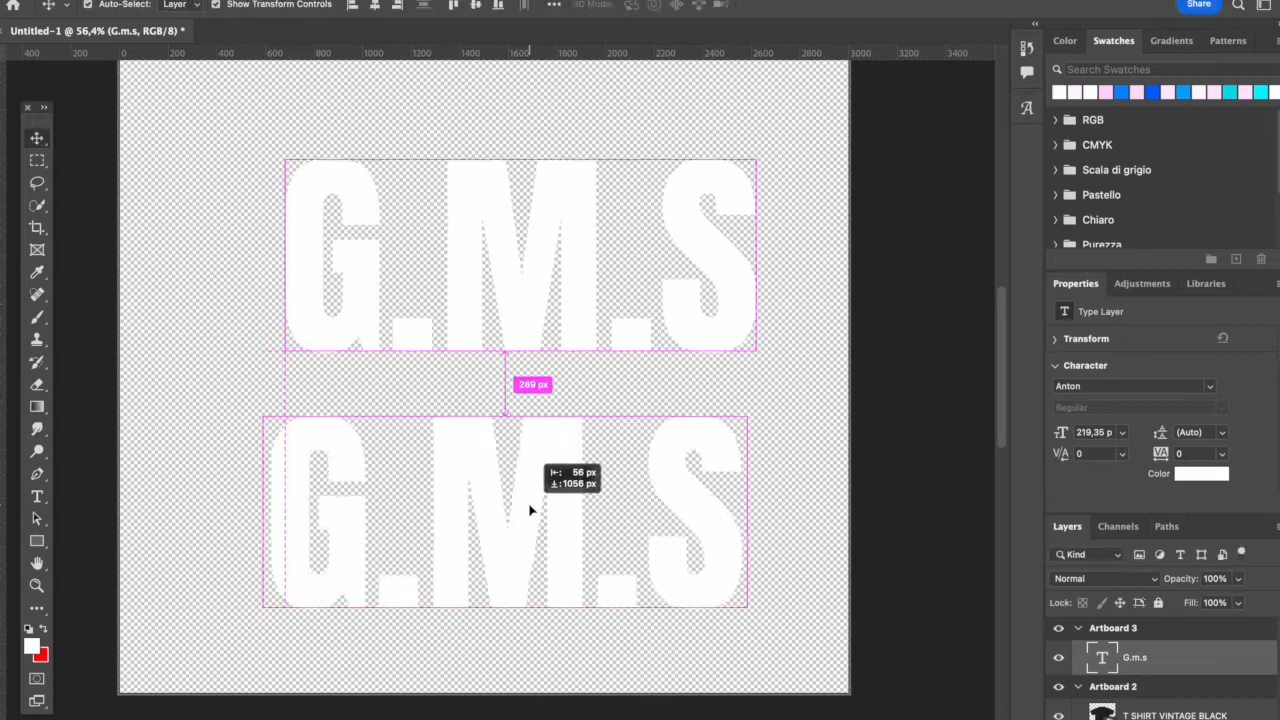 Auto-Select: Layer Show Transform Controls 3D Mode: Share
Untitled-1 @ 56,4% (G.m.s, RGB/8) *
400 200 0 200 400 600 800 1000 1200 1400 1600 1800 2000 2200 2400 2600 2800 3000 3200 3400
G.M.S
269 px
56 px
1056 px
G.M.S
Color Swatches Gradients Patterns
Search Swatches
RGB
CMYK
Scala di grigio
Pastello
Chiaro
Purezza
Properties Adjustments Libraries
T Type Layer
Transform
Character
Anton
Regular
219,35 p (Auto)
0 0
Color
Layers Channels Paths
Kind
Normal Opacity: 100%
Lock: Fill: 100%
Artboard 3
T G.m.s
Artboard 2
T SHIRT VINTAGE BLACK